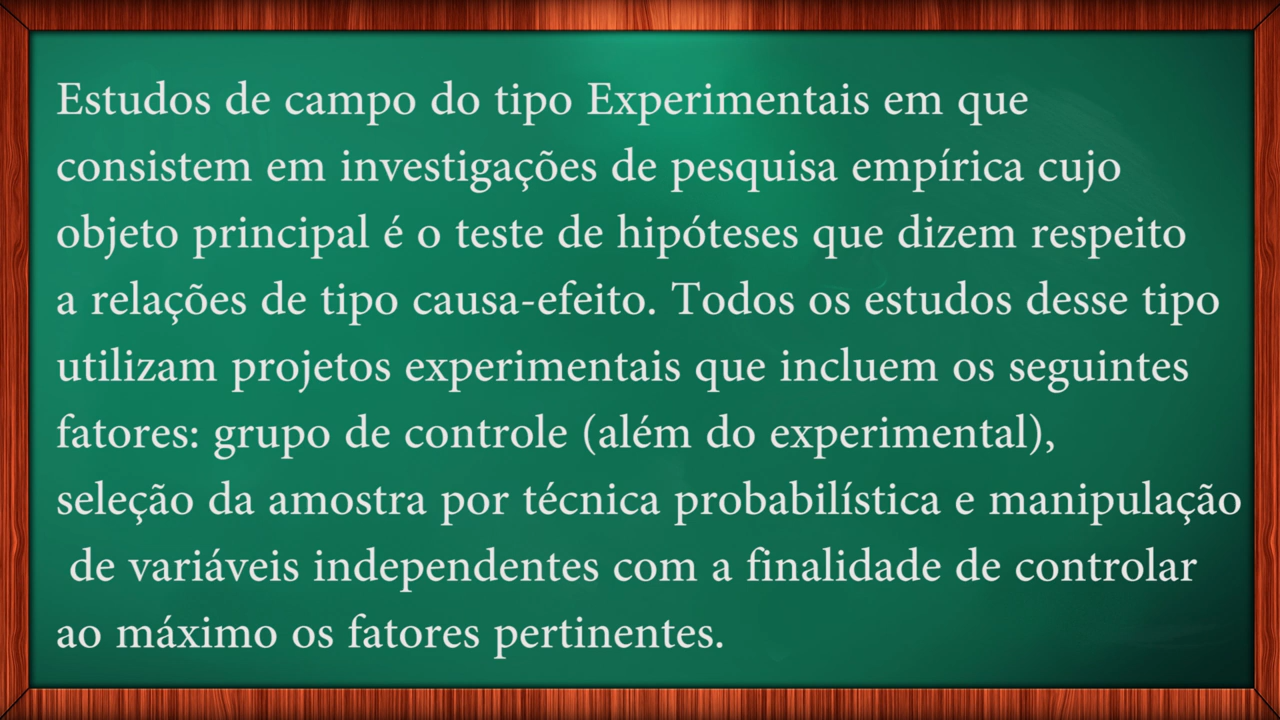 Estudos de campo do tipo Experimentais em que
consistem em investigações de pesquisa empírica cujo
objeto principal é o teste de hipóteses que dizem respeito
a relações de tipo causa-efeito. Todos os estudos desse tipo
utilizam projetos experimentais que incluem os seguintes
fatores: grupo de controle (além do experimental),
seleção da amostra por técnica probabilística e manipulação
de variáveis independentes com a finalidade de controlar
ao máximo os fatores pertinentes.